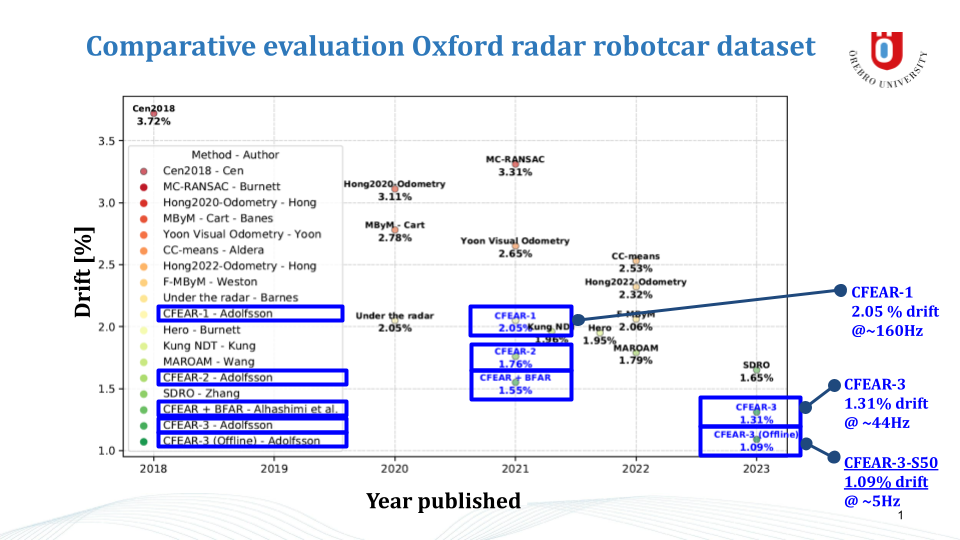 Comparative evaluation Oxford radar robotcar dataset
ÖREBRO UNIVERSITY
Drift [%]
3.5
3.0
2.5
2.0
1.5
1.0
Cen2018
3.72%
Method - Author
Cen2018 - Cen
MC-RANSAC - Burnett
Hong2020-Odometry - Hong
MByM - Cart - Banes
Yoon Visual Odometry - Yoon
CC-means - Aldera
Hong2022-Odometry - Hong
F-MByM - Weston
Under the radar - Barnes
CFEAR-1 - Adolfsson
Hero - Burnett
Kung NDT - Kung
MAROAM - Wang
CFEAR-2 - Adolfsson
SDRO - Zhang
CFEAR + BFAR - Alhashimi et al.
CFEAR-3 - Adolfsson
CFEAR-3 (Offline) - Adolfsson
Hong2020-Odometry
3.11%
MByM - Cart
2.78%
Under the radar
2.05%
MC-RANSAC
3.31%
Yoon Visual Odometry
2.65%
CFEAR-1
2.05%
Kung ND
1.96%
CFEAR-2
1.76%
CFEAR + BFAR
1.55%
CC-means
2.53%
Hong2022-Odometry
2.32%
F-MByM
2.06%
Hero
1.95%
MAROAM
1.79%
SDRO
1.65%
CFEAR-3
1.31%
CFEAR-3 (Offline)
1.09%
2018
2019
2020
2021
2022
2023
Year published
CFEAR-1
2.05 % drift
@~160Hz
CFEAR-3
1.31% drift
@ ~44Hz
CFEAR-3-S50
1.09% drift
@ ~5Hz
1